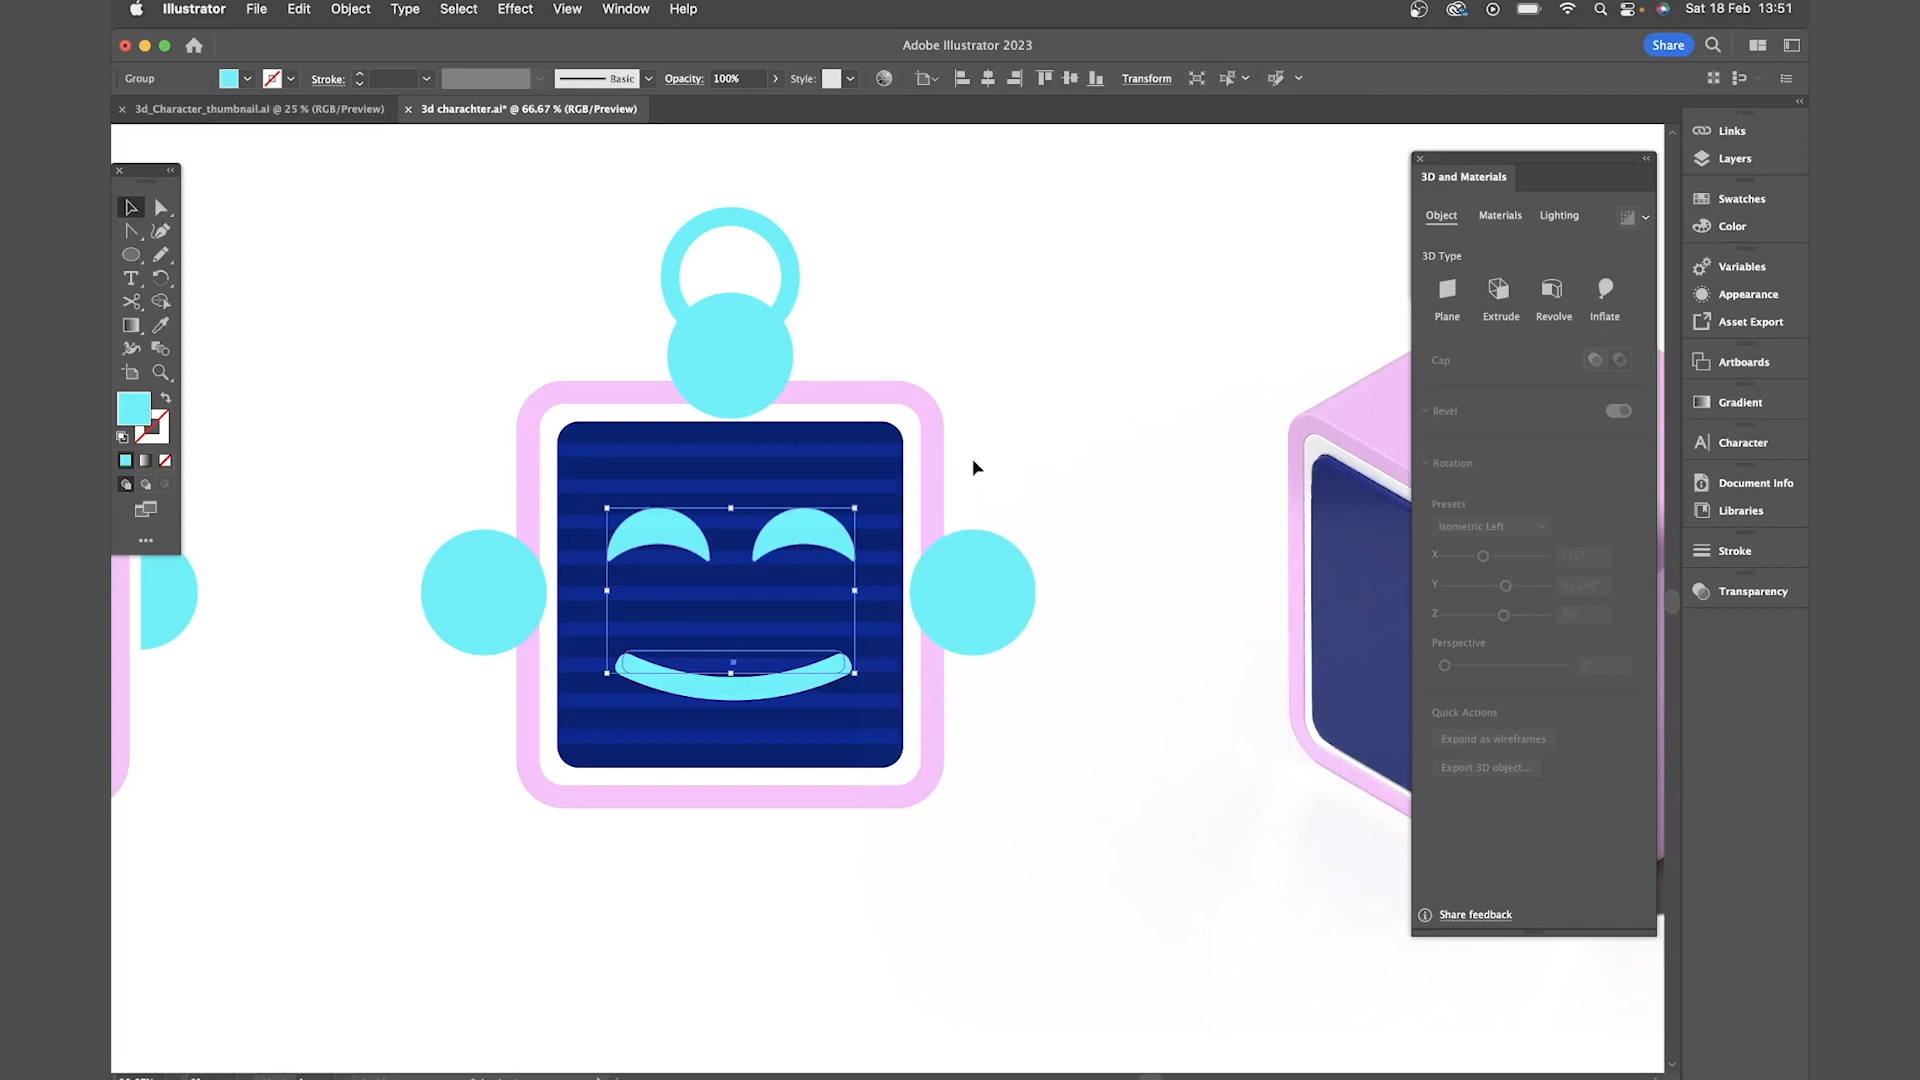 Illustrator File Edit Object Type Select Effect View Window Help Sat 18 Feb 13:51
Adobe Illustrator 2023 Share
Group Stroke: Basic Opacity: 100% Style: Transform
3d_Character_thumbnail.ai @ 25 % (RGB/Preview) 3d charachter.ai* @ 66.67 % (RGB/Preview)
3D and Materials
Object Materials Lighting
3D Type
Plane Extrude Revolve Inflate
Cap
Bevel
Rotation
Presets
Isometric Left
X -45°
Y
Z 30°
Perspective
0°
Quick Actions
Expand as wireframes
Export 3D object...
Share feedback
Links
Layers
Swatches
Color
Variables
Appearance
Asset Export
Artboards
Gradient
Character
Document Info
Libraries
Stroke
Transparency